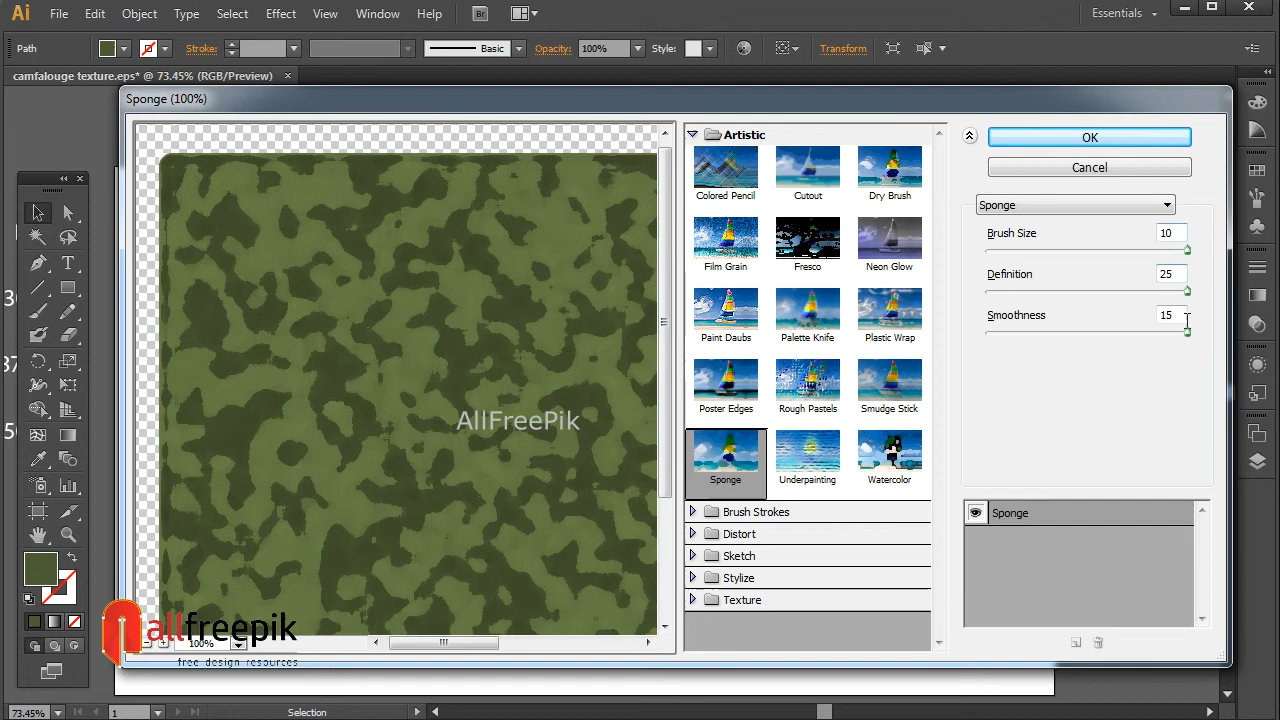 Ai File Edit Object Type Select Effect View Window Help Br Essentials
Path Stroke: Basic Opacity: 100% Style: Transform
camfalouge texture.eps* @ 73.45% (RGB/Preview)
Sponge (100%)
Artistic
Colored Pencil Cutout Dry Brush
Film Grain Fresco Neon Glow
Paint Daubs Palette Knife Plastic Wrap
Poster Edges Rough Pastels Smudge Stick
Sponge Underpainting Watercolor
Brush Strokes
Distort
Sketch
Stylize
Texture
OK
Cancel
Sponge
Brush Size 10
Definition 25
Smoothness 15
Sponge
AllFreePik
allfreepik
free design resources
100%
73.45% 1 Selection